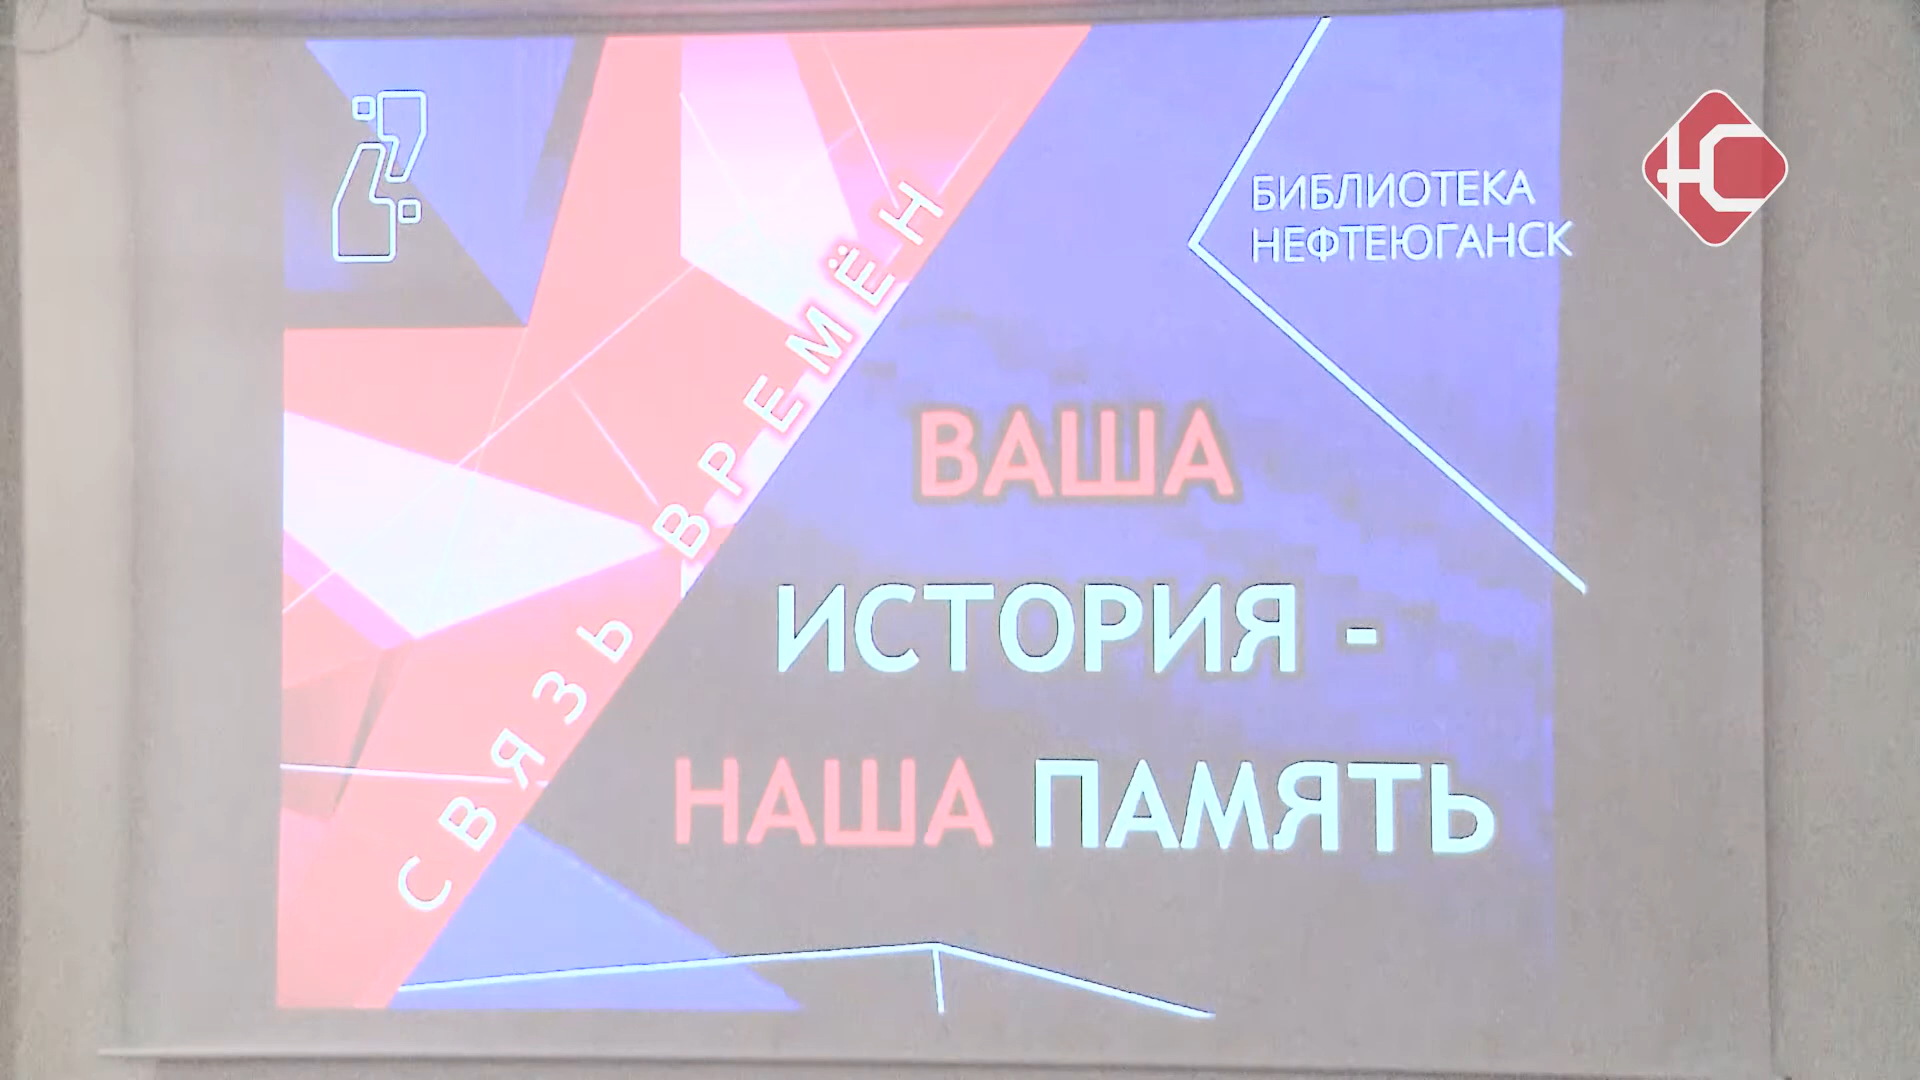 БИБЛИОТЕКА
НЕФТЕЮГАНСК
СВЯЗЬ ВРЕМЁН
ВАША
ИСТОРИЯ -
НАША ПАМЯТЬ
Ю С